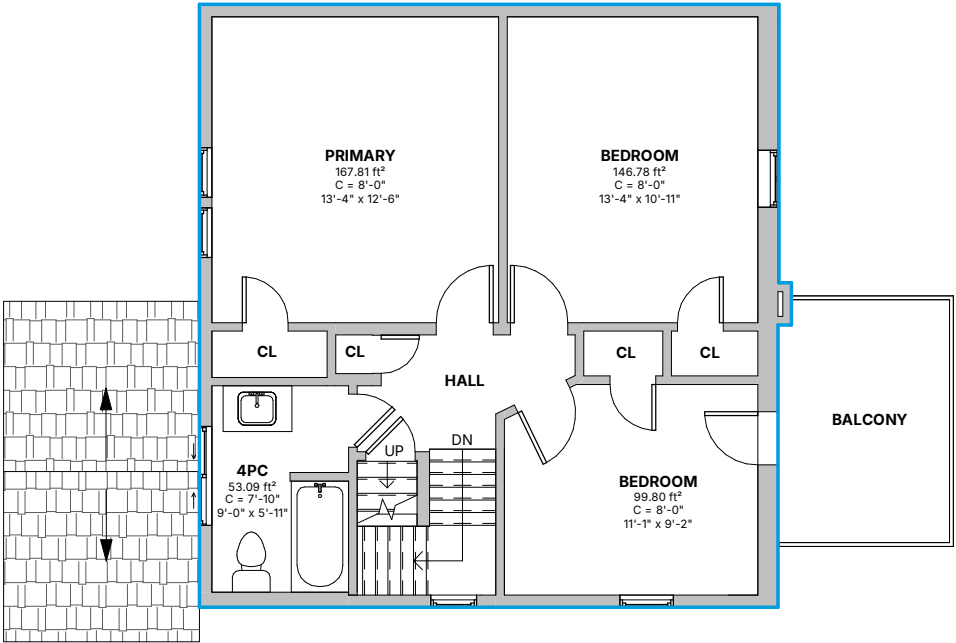 PRIMARY
167.81 ft²
C = 8'-0"
13'-4" x 12'-6"
BEDROOM
146.78 ft²
C = 8'-0"
13'-4" x 10'-11"
CL
CL
CL
CL
HALL
BALCONY
UP
DN
4PC
53.09 ft²
C = 7'-10"
9'-0" x 5'-11"
BEDROOM
99.80 ft²
C = 8'-0"
11'-1" x 9'-2"